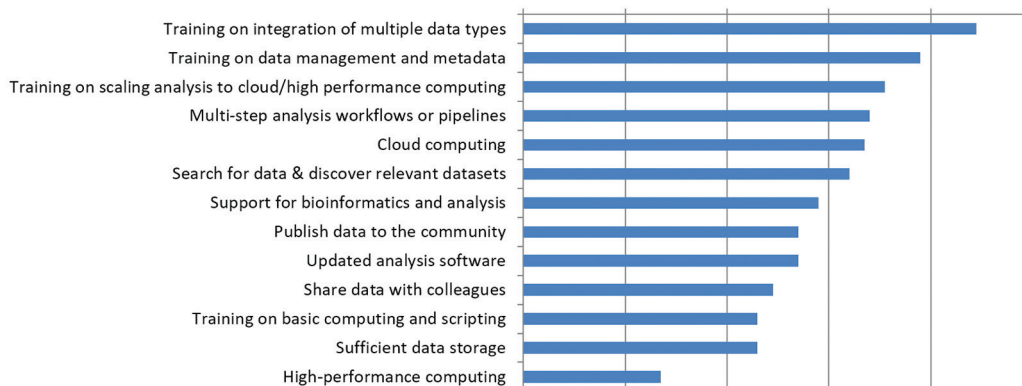 Training on integration of multiple data types
Training on data management and metadata
Training on scaling analysis to cloud/high performance computing
Multi-step analysis workflows or pipelines
Cloud computing
Search for data & discover relevant datasets
Support for bioinformatics and analysis
Publish data to the community
Updated analysis software
Share data with colleagues
Training on basic computing and scripting
Sufficient data storage
High-performance computing